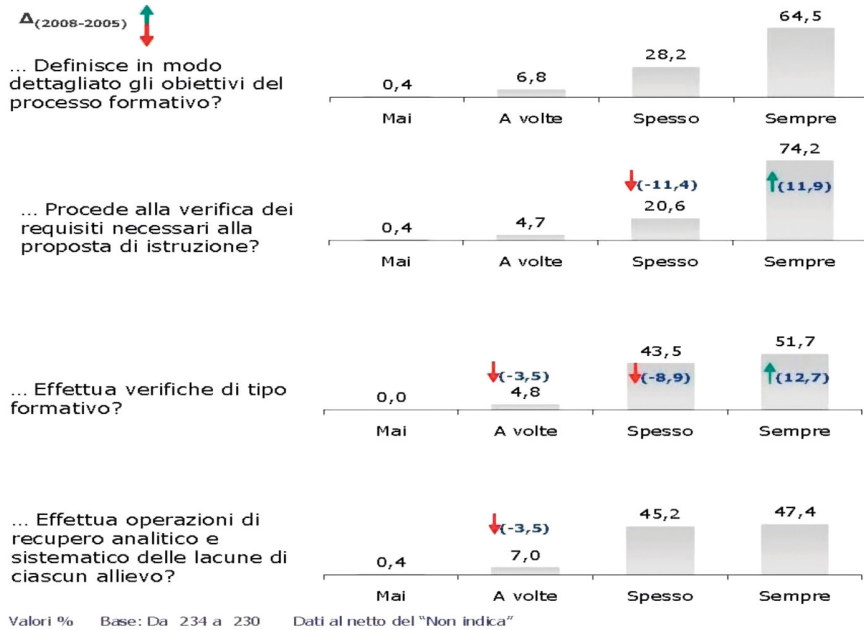 Δ(2008-2005)
... Definisce in modo
dettagliato gli obiettivi del
processo formativo?
0,4 6,8 28,2 64,5
Mai A volte Spesso Sempre
... Procede alla verifica dei
requisiti necessari alla
proposta di istruzione?
(-11,4) (11,9)
0,4 4,7 20,6 74,2
Mai A volte Spesso Sempre
... Effettua verifiche di tipo
formativo?
(-3,5) (-8,9) (12,7)
0,0 4,8 43,5 51,7
Mai A volte Spesso Sempre
... Effettua operazioni di
recupero analitico e
sistematico delle lacune di
ciascun allievo?
(-3,5)
0,4 7,0 45,2 47,4
Mai A volte Spesso Sempre
Valori % Base: Da 234 a 230 Dati al netto del “Non indica”